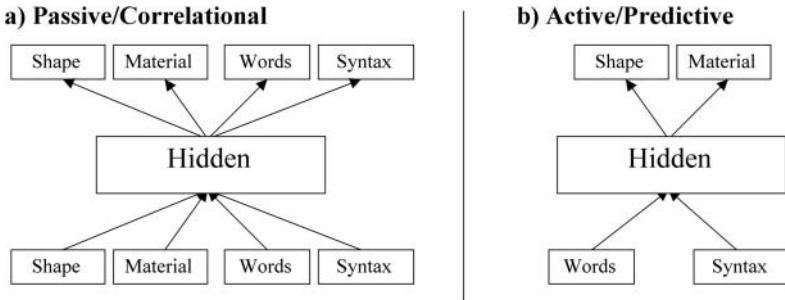 a) Passive/Correlational
Shape Material Words Syntax
Hidden
Shape Material Words Syntax
b) Active/Predictive
Shape Material
Hidden
Words Syntax